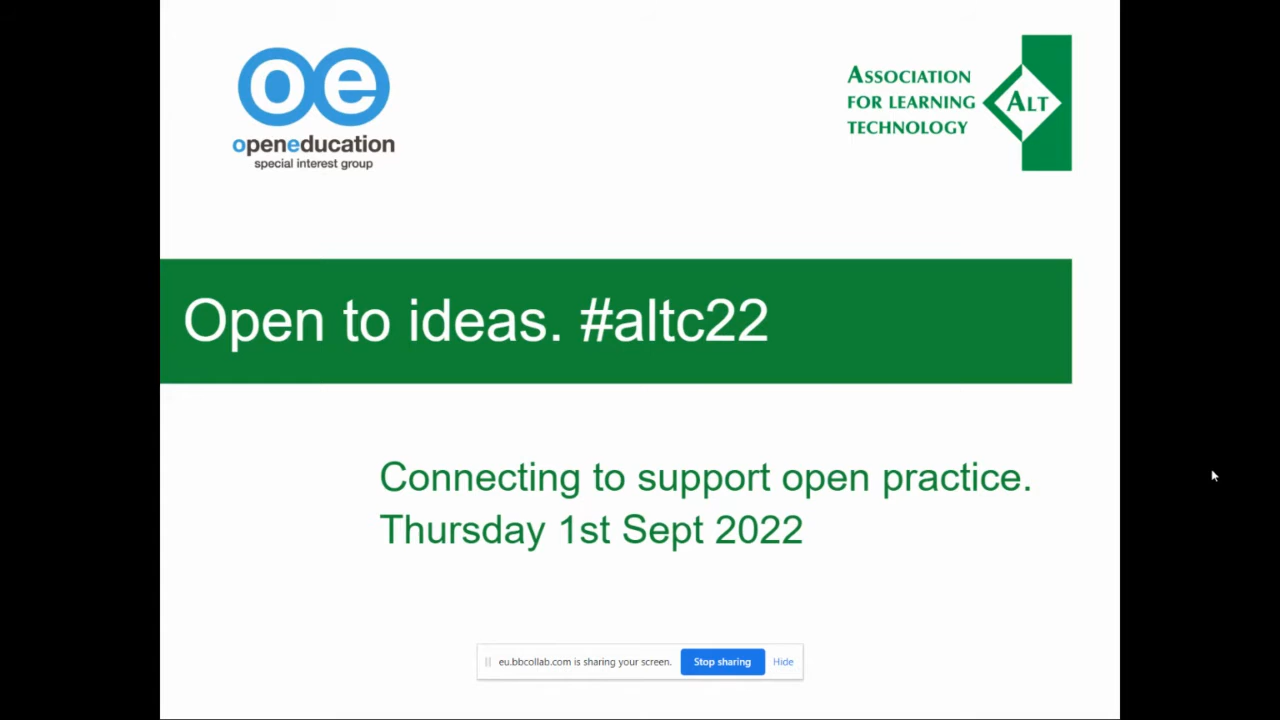 oe
openeducation
special interest group
ASSOCIATION
FOR LEARNING
TECHNOLOGY
ALT
Open to ideas. #altc22
Connecting to support open practice.
Thursday 1st Sept 2022
eu.bbcollab.com is sharing your screen.
Stop sharing
Hide